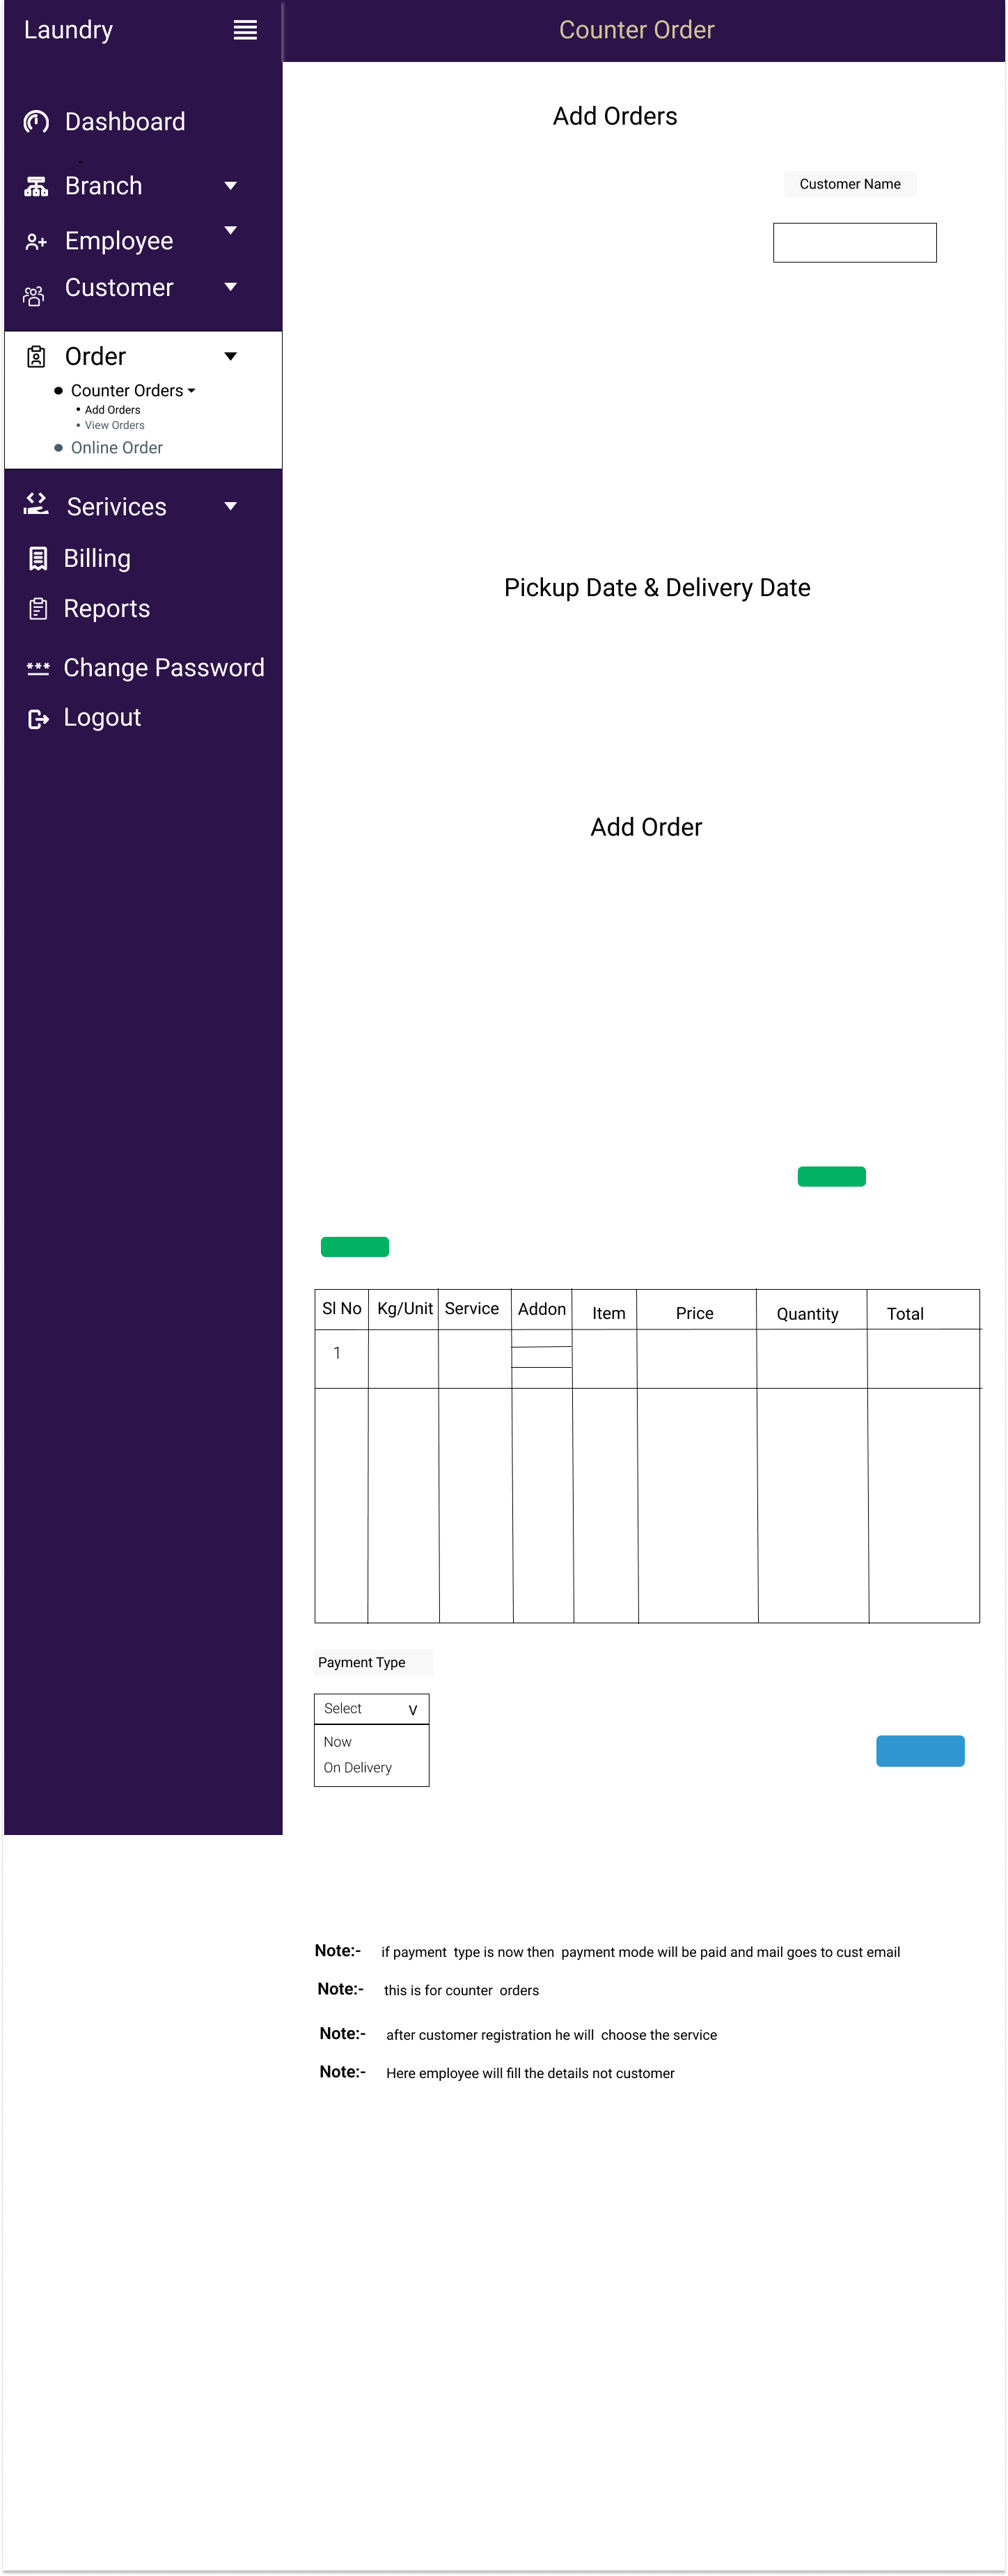 Laundry
Counter Order
Dashboard
Branch
Employee
Customer
Order
Counter Orders
Add Orders
View Orders
Online Order
Serivices
Billing
Reports
Change Password
Logout
Add Orders
Customer Name
Pickup Date & Delivery Date
Add Order
Sl No Kg/Unit Service Addon Item Price Quantity Total
1
Payment Type
Select V
Now
On Delivery
Note:- if payment type is now then payment mode will be paid and mail goes to cust email
Note:- this is for counter orders
Note:- after customer registration he will choose the service
Note:- Here employee will fill the details not customer